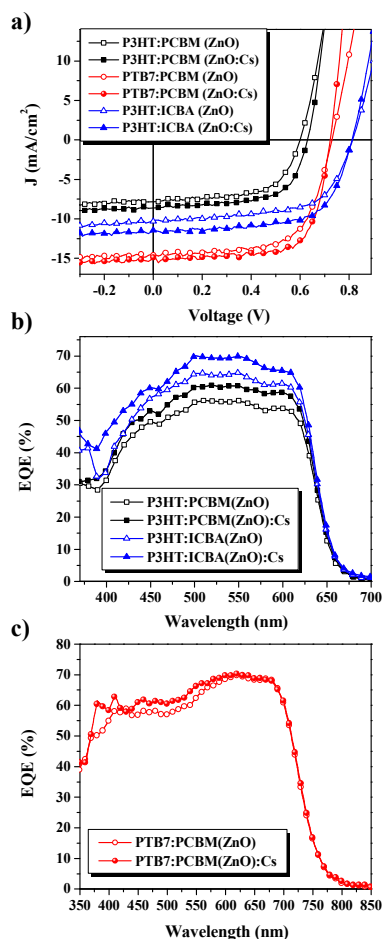 a)
J (mA/cm²)
10
5
0
-5
-10
-15
P3HT:PCBM (ZnO)
P3HT:PCBM (ZnO:Cs)
PTB7:PCBM (ZnO)
PTB7:PCBM (ZnO:Cs)
P3HT:ICBA (ZnO)
P3HT:ICBA (ZnO:Cs)
-0.2 0.0 0.2 0.4 0.6 0.8
Voltage (V)
b)
EQE (%)
70
60
50
40
30
20
10
0
P3HT:PCBM(ZnO)
P3HT:PCBM(ZnO):Cs
P3HT:ICBA(ZnO)
P3HT:ICBA(ZnO):Cs
400 450 500 550 600 650 700
Wavelength (nm)
c)
EQE (%)
80
70
60
50
40
30
20
10
0
PTB7:PCBM(ZnO)
PTB7:PCBM(ZnO):Cs
350 400 450 500 550 600 650 700 750 800 850
Wavelength (nm)